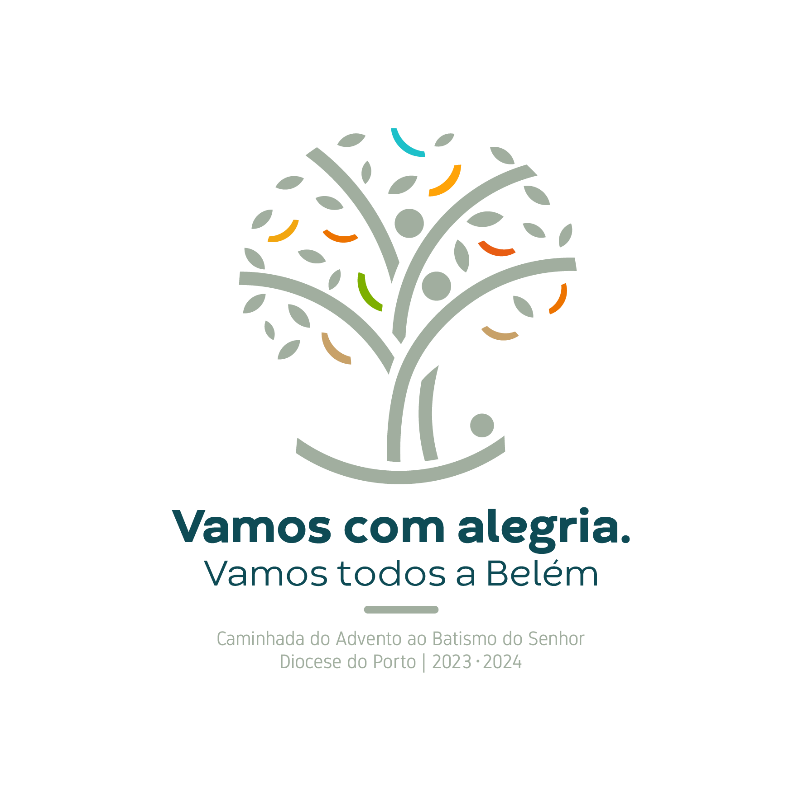 Vamos com alegria.
Vamos todos a Belém
Caminhada do Advento ao Batismo do Senhor
Diocese do Porto | 2023·2024